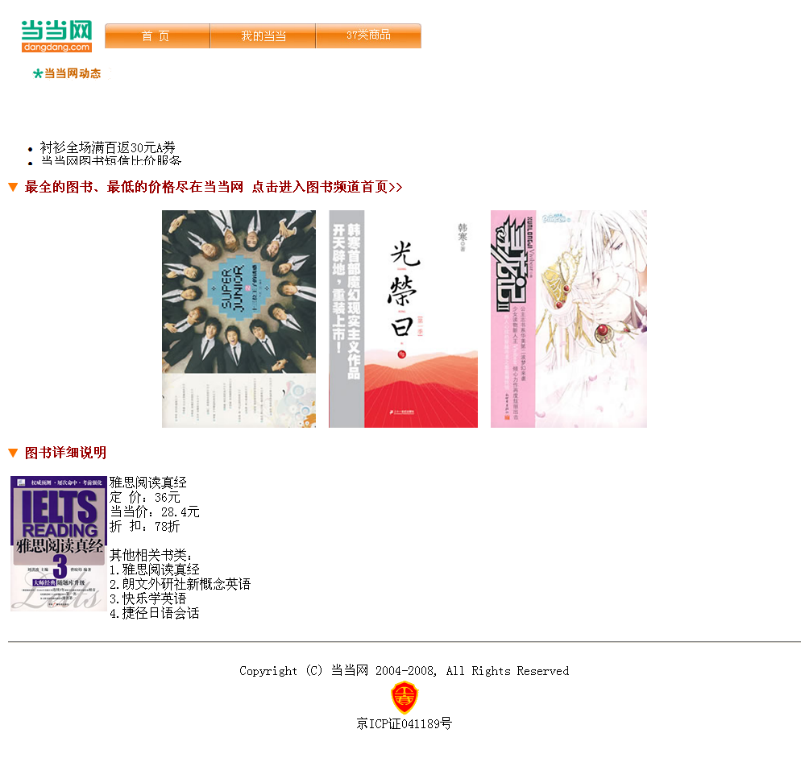 当当网
dangdang.com
首 页
我的当当
37类商品
当当网动态
衬衫全场满百返30元A券
当当网图书短信比价服务
最全的图书、最低的价格尽在当当网 点击进入图书频道首页>>
SUPER
JUNIOR
韩寒首部魔幻现实主义作品
开天辟地，重装上市！
韩寒
光荣日
寻花记II
图书详细说明
IELTS
READING
雅思阅读真经
3
雅思阅读真经
定 价：36元
当当价：28.4元
折 扣：78折
其他相关书类：
1.雅思阅读真经
2.朗文外研社新概念英语
3.快乐学英语
4.捷径日语会话
Copyright (C) 当当网 2004-2008, All Rights Reserved
京ICP证041189号